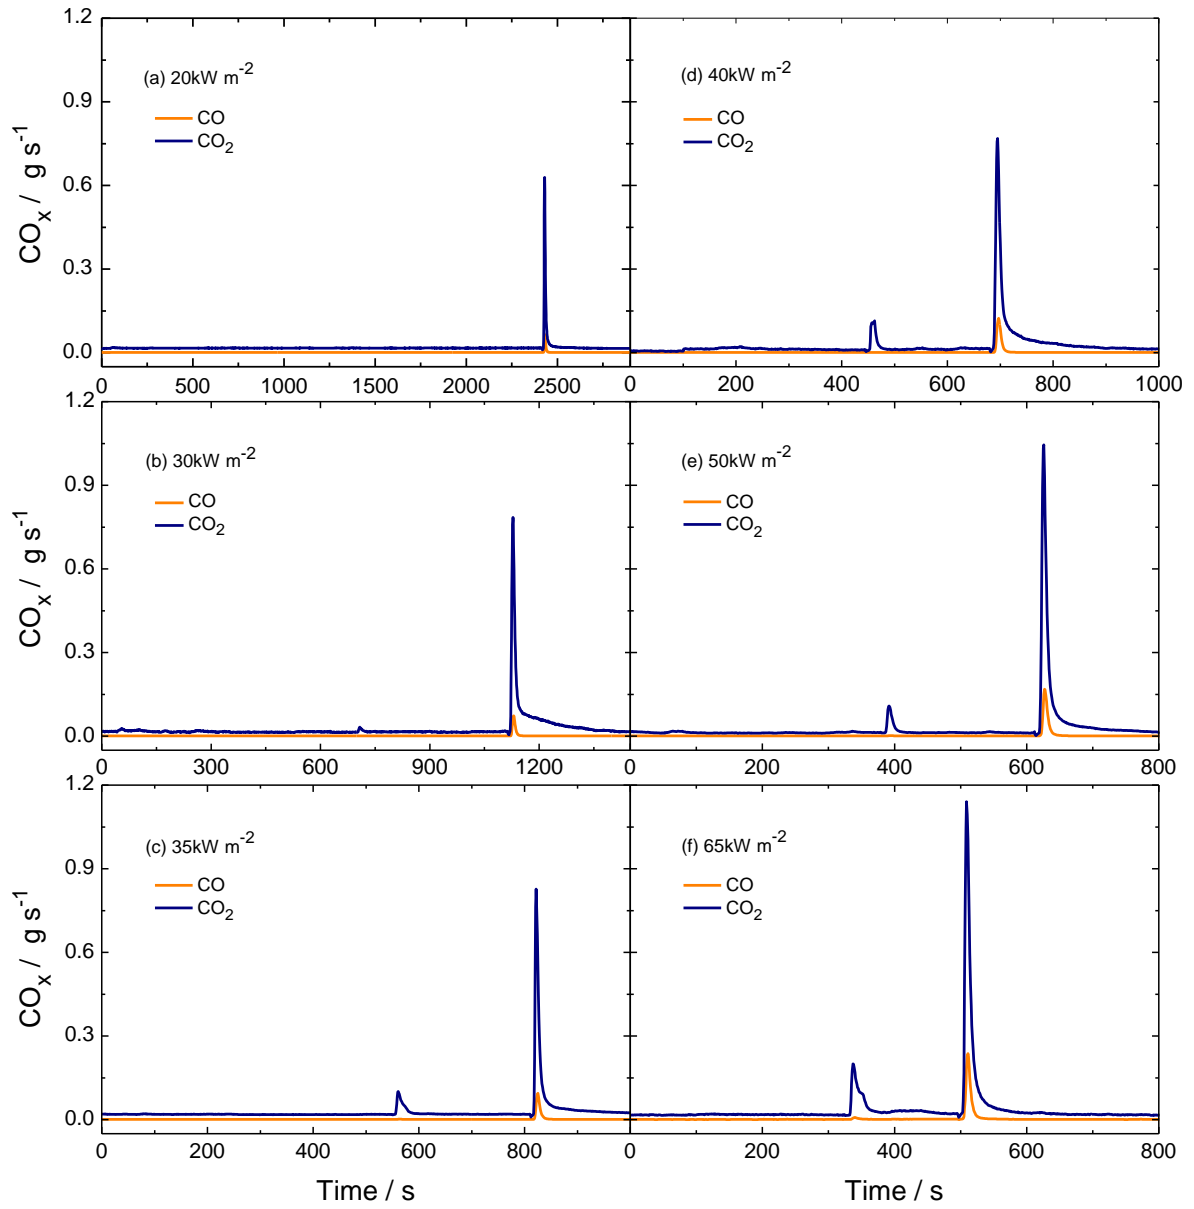 1.2
0.9
0.6
0.3
0.0
COx / g s-1
(a) 20kW m-2
CO
CO2
0 500 1000 1500 2000 2500
(d) 40kW m-2
CO
CO2
0 200 400 600 800 1000
1.2
0.9
0.6
0.3
0.0
COx / g s-1
(b) 30kW m-2
CO
CO2
0 300 600 900 1200
(e) 50kW m-2
CO
CO2
0 200 400 600 800
1.2
0.9
0.6
0.3
0.0
COx / g s-1
(c) 35kW m-2
CO
CO2
0 200 400 600 800
Time / s
(f) 65kW m-2
CO
CO2
0 200 400 600 800
Time / s